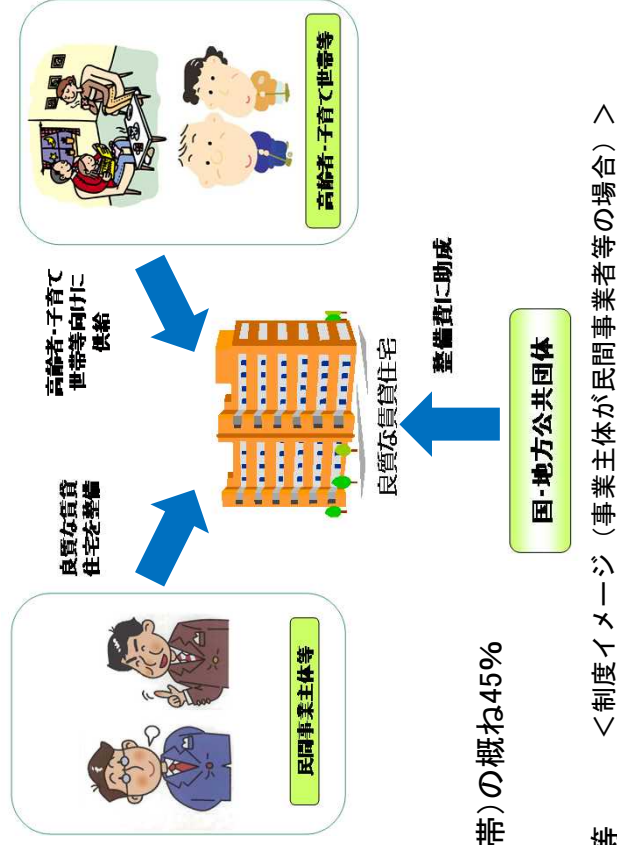 良質な賃貸
住宅を整備
高齢者・子育て
世帯等向けに
供給
民間事業主体等
高齢者・子育て世帯等
良質な賃貸住宅
整備費に助成
国・地方公共団体
帯)の概ね45%
等
＜制度イメージ（事業主体が民間事業者等の場合）＞